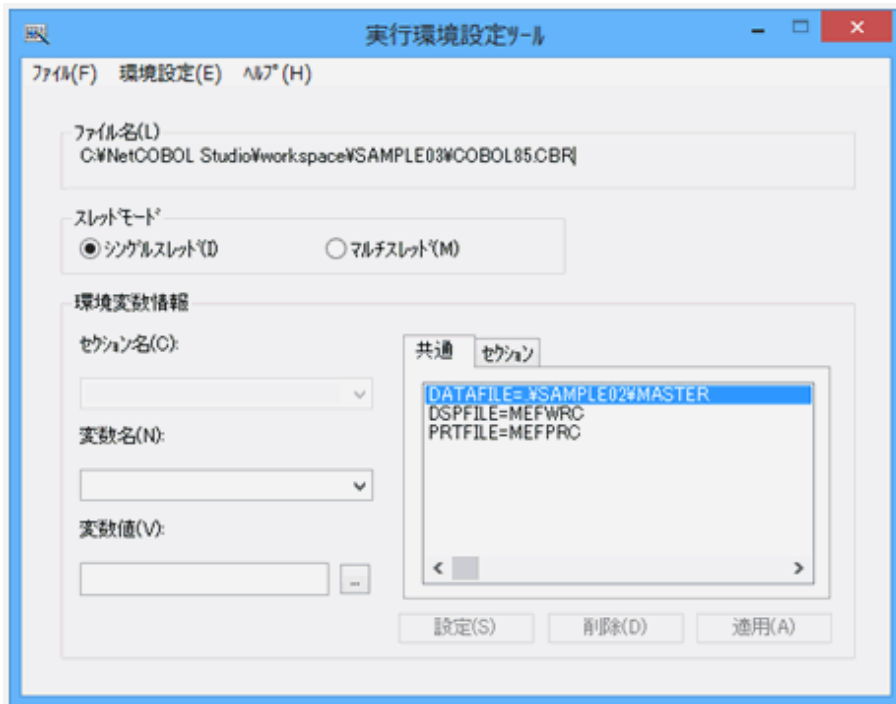 実行環境設定ﾂｰﾙ
ﾌｧｲﾙ(F) 環境設定(E) ﾍﾙﾌﾟ(H)
ﾌｧｲﾙ名(L)
C:¥NetCOBOL Studio¥workspace¥SAMPLE03¥COBOL85.CBR
ｽﾚｯﾄﾞﾓｰﾄﾞ
ｼﾝｸﾞﾙｽﾚｯﾄﾞ(I) ﾏﾙﾁｽﾚｯﾄﾞ(M)
環境変数情報
ｾｸｼｮﾝ名(C):
共通 ｾｸｼｮﾝ
DATAFILE=.¥SAMPLE02¥MASTER
DSPFILE=MEFWRC
PRTFILE=MEFPRC
変数名(N):
変数値(V):
...
設定(S) 削除(D) 適用(A)